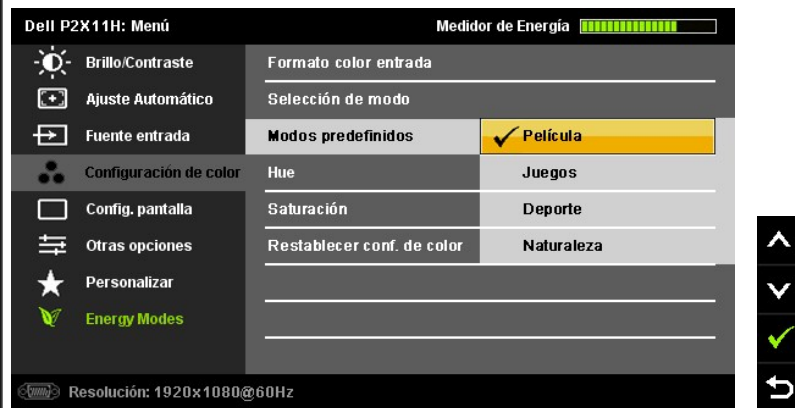 Dell P2X11H: Menú
Medidor de Energía
Brillo/Contraste
Formato color entrada
Ajuste Automático
Selección de modo
Fuente entrada
Modos predefinidos
Película
Configuración de color
Hue
Juegos
Config. pantalla
Saturación
Deporte
Otras opciones
Restablecer conf. de color
Naturaleza
Personalizar
Energy Modes
Resolución: 1920x1080@60Hz